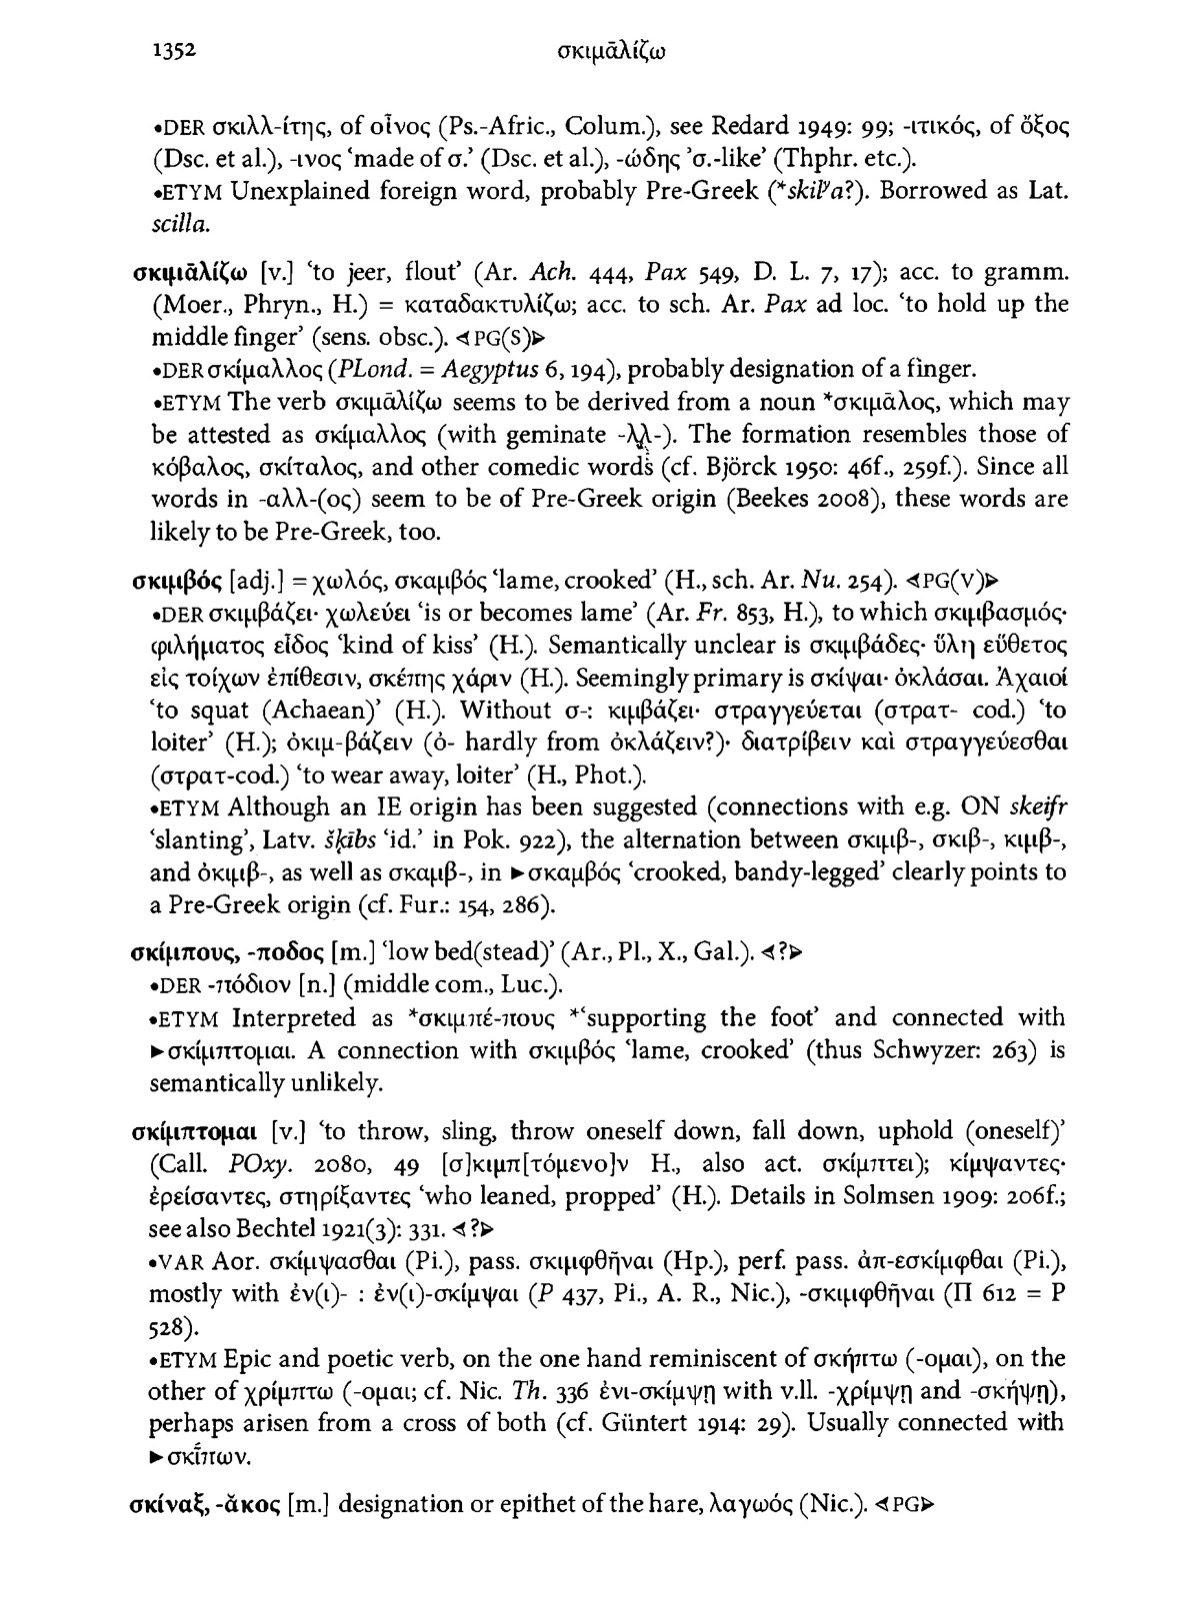 1352 σκιμᾱλίζω
•DER σκιλλ-ίτης, of οἶνος (Ps.-Afric., Colum.), see Redard 1949: 99; -ιτικός, of ὄξος
(Dsc. et al.), -ινος ‘made of σ.’ (Dsc. et al.), -ώδης ’σ.-like’ (Thphr. etc.).
•ETYM Unexplained foreign word, probably Pre-Greek (*skilʸa?). Borrowed as Lat.
scilla.
σκιμᾱλίζω [v.] ‘to jeer, flout’ (Ar. Ach. 444, Pax 549, D. L. 7, 17); acc. to gramm.
(Moer., Phryn., H.) = καταδακτυλίζω; acc. to sch. Ar. Pax ad loc. ‘to hold up the
middle finger’ (sens. obsc.). ⊲PG(S)⊳
•DER σκίμαλλος (PLond. = Aegyptus 6, 194), probably designation of a finger.
•ETYM The verb σκιμᾱλίζω seems to be derived from a noun *σκιμᾱλος, which may
be attested as σκίμαλλος (with geminate -λλ-). The formation resembles those of
κόβαλος, σκίταλος, and other comedic words (cf. Björck 1950: 46f., 259f.). Since all
words in -αλλ-(ος) seem to be of Pre-Greek origin (Beekes 2008), these words are
likely to be Pre-Greek, too.
σκιμβός [adj.] = χωλός, σκαμβός ‘lame, crooked’ (H., sch. Ar. Nu. 254). ⊲PG(V)⊳
•DER σκιμβάζει· χωλεύει ‘is or becomes lame’ (Ar. Fr. 853, H.), to which σκιμβασμός·
φιλήματος εἶδος ‘kind of kiss’ (H.). Semantically unclear is σκιμβάδες· ὕλη εὔθετος
εἰς τοίχων ἐπίθεσιν, σκέπης χάριν (H.). Seemingly primary is σκίψαι· ὀκλάσαι. Ἀχαιοί
‘to squat (Achaean)’ (H.). Without σ-: κιμβάζει· στραγγεύεται (στρατ- cod.) ‘to
loiter’ (H.); ὀκιμ-βάζειν (ὀ- hardly from ὀκλάζειν?)· διατρίβειν καὶ στραγγεύεσθαι
(στρατ-cod.) ‘to wear away, loiter’ (H., Phot.).
•ETYM Although an IE origin has been suggested (connections with e.g. ON skeifr
‘slanting’, Latv. šķībs ‘id.’ in Pok. 922), the alternation between σκιμβ-, σκιβ-, κιμβ-,
and ὀκιμβ-, as well as σκαμβ-, in ►σκαμβός ‘crooked, bandy-legged’ clearly points to
a Pre-Greek origin (cf. Fur.: 154, 286).
σκίμπους, -ποδος [m.] ‘low bed(stead)’ (Ar., Pl., X., Gal.). ⊲?⊳
•DER -πόδιον [n.] (middle com., Luc.).
•ETYM Interpreted as *σκιμπέ-πους *‘supporting the foot’ and connected with
►σκίμπτομαι. A connection with σκιμβός ‘lame, crooked’ (thus Schwyzer: 263) is
semantically unlikely.
σκίμπτομαι [v.] ‘to throw, sling, throw oneself down, fall down, uphold (oneself)’
(Call. POxy. 2080, 49 [σ]κιμπ[τόμενο]ν H., also act. σκίμπτει); κίμψαντες·
ἐρείσαντες, στηρίξαντες ‘who leaned, propped’ (H.). Details in Solmsen 1909: 206f.;
see also Bechtel 1921(3): 331. ⊲?⊳
•VAR Aor. σκίμψασθαι (Pi.), pass. σκιμφθῆναι (Hp.), perf. pass. ἀπ-εσκίμφθαι (Pi.),
mostly with ἐν(ι)- : ἐν(ι)-σκίμψαι (P 437, Pi., A. R., Nic.), -σκιμφθῆναι (Π 612 = P
528).
•ETYM Epic and poetic verb, on the one hand reminiscent of σκήπτω (-ομαι), on the
other of χρίμπτω (-ομαι; cf. Nic. Th. 336 ἐνι-σκίμψῃ with v.ll. -χρίμψῃ and -σκήψῃ),
perhaps arisen from a cross of both (cf. Güntert 1914: 29). Usually connected with
►σκῑ́πων.
σκίναξ, -ᾰκος [m.] designation or epithet of the hare, λαγωός (Nic.). ⊲PG⊳